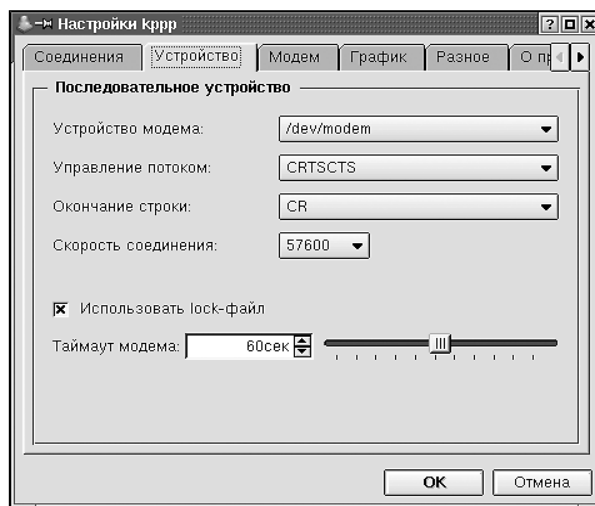 Настройки kppp
Соединения Устройство Модем График Разное О пр
Последовательное устройство
Устройство модема: /dev/modem
Управление потоком: CRTSCTS
Окончание строки: CR
Скорость соединения: 57600
Использовать lock-файл
Таймаут модема: 60сек
OK Отмена